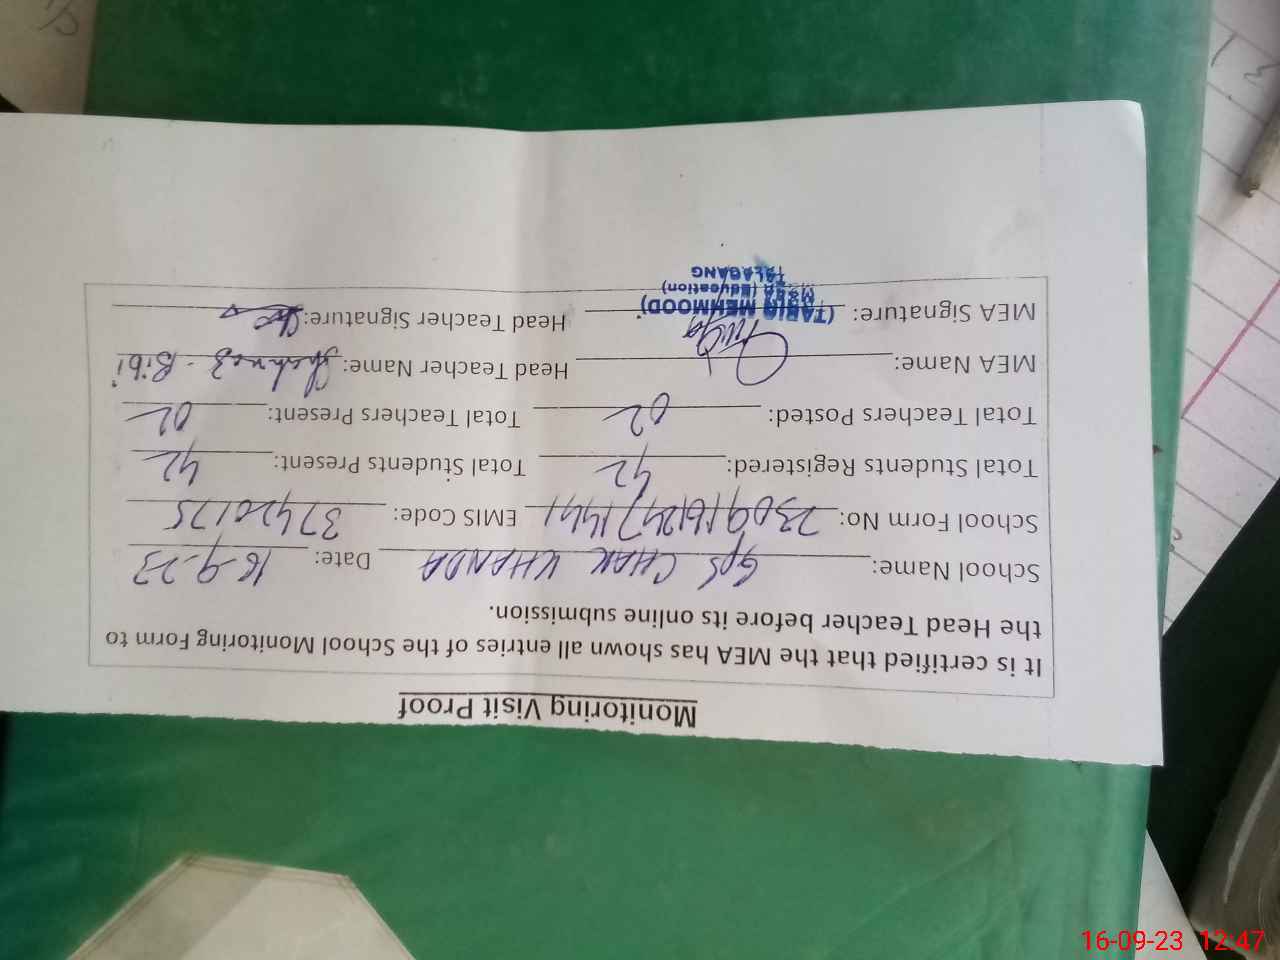 Monitoring Visit Proof
It is certified that the MEA has shown all entries of the School Monitoring Form to
the Head Teacher before its online submission.
School Name: GPS CHAK KHANDA Date: 16-9-23
School Form No: 23091612471441 EMIS Code: 37420175
Total Students Registered: 42 Total Students Present: 42
Total Teachers Posted: 02 Total Teachers Present: 02
MEA Name: Head Teacher Name: Shehnaz Bibi
MEA Signature: Head Teacher Signature:
(TARIQ MEHMOOD)
MEA (Education)
TALAGANG
16-09-23 12:47